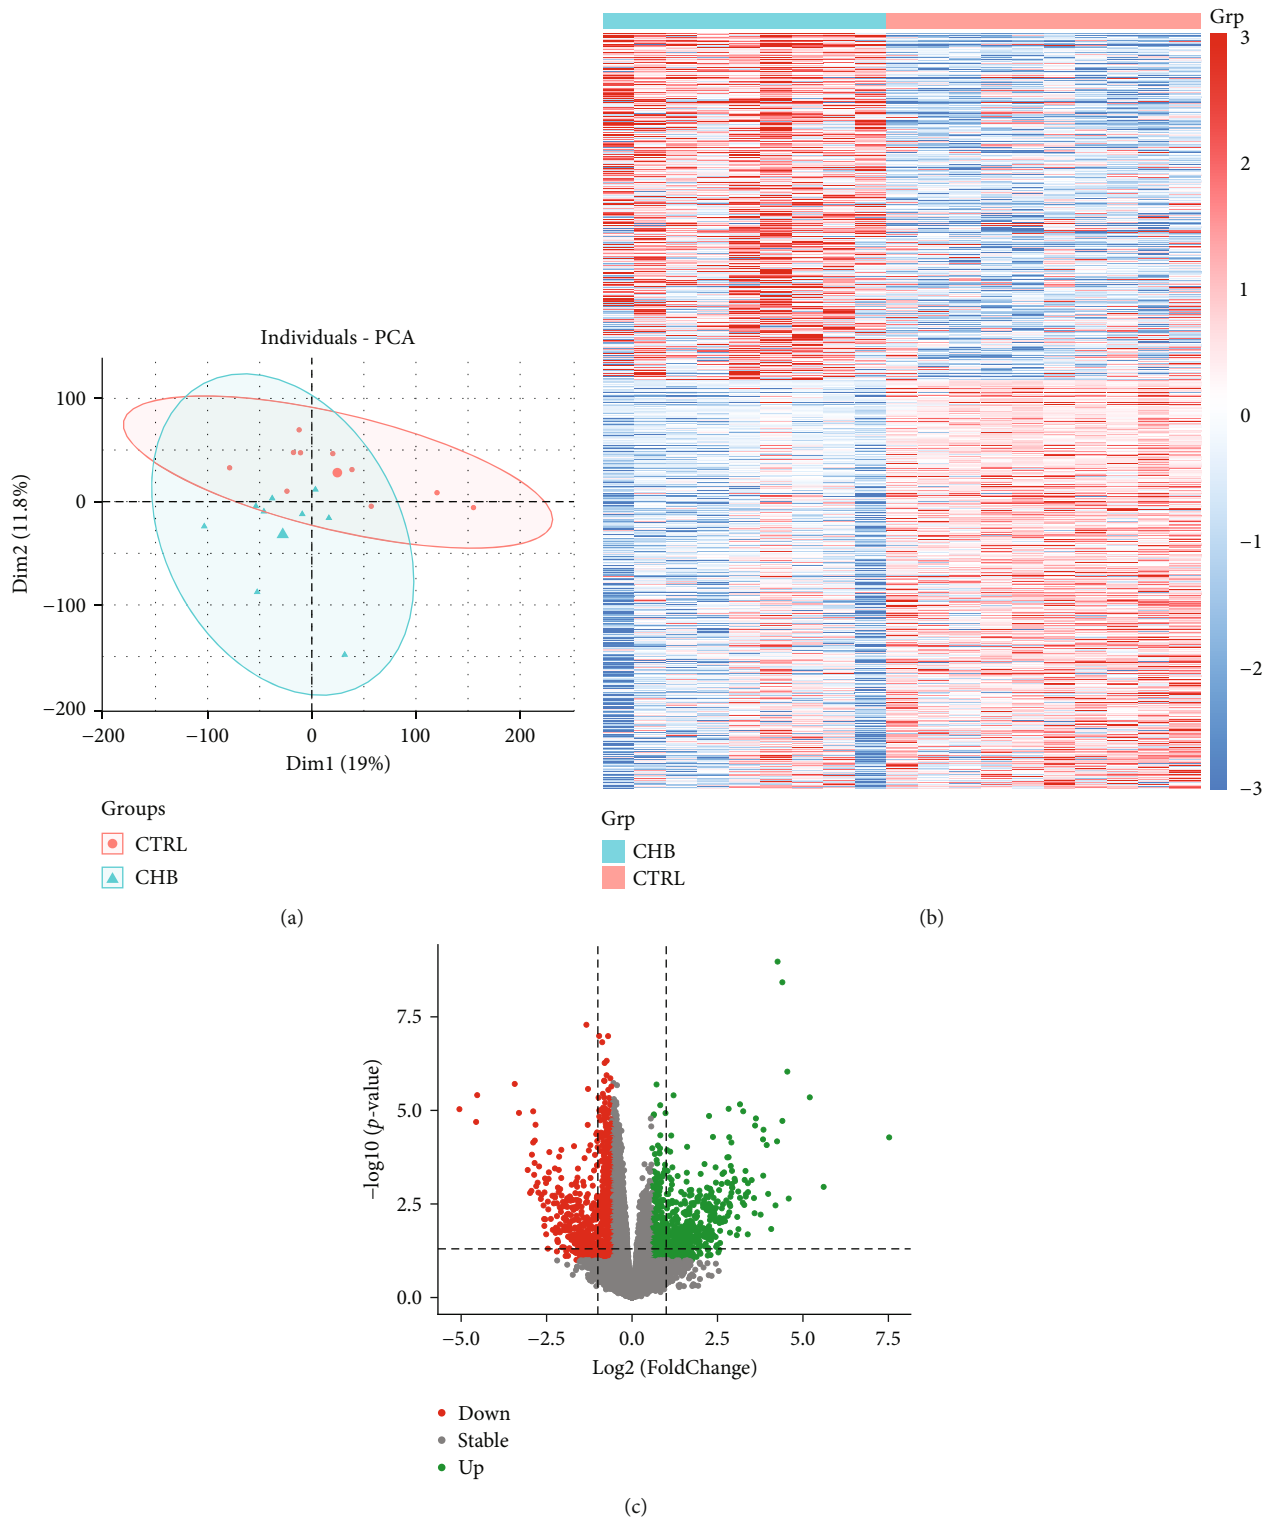 Individuals - PCA
100
0
−100
−200
Dim2 (11.8%)
−200 −100 0 100 200
Dim1 (19%)
Groups
CTRL
CHB
(a)
Grp
3
2
1
0
−1
−2
−3
Grp
CHB
CTRL
(b)
7.5
5.0
2.5
0.0
−log10 (p-value)
−5.0 −2.5 0.0 2.5 5.0 7.5
Log2 (FoldChange)
Down
Stable
Up
(c)